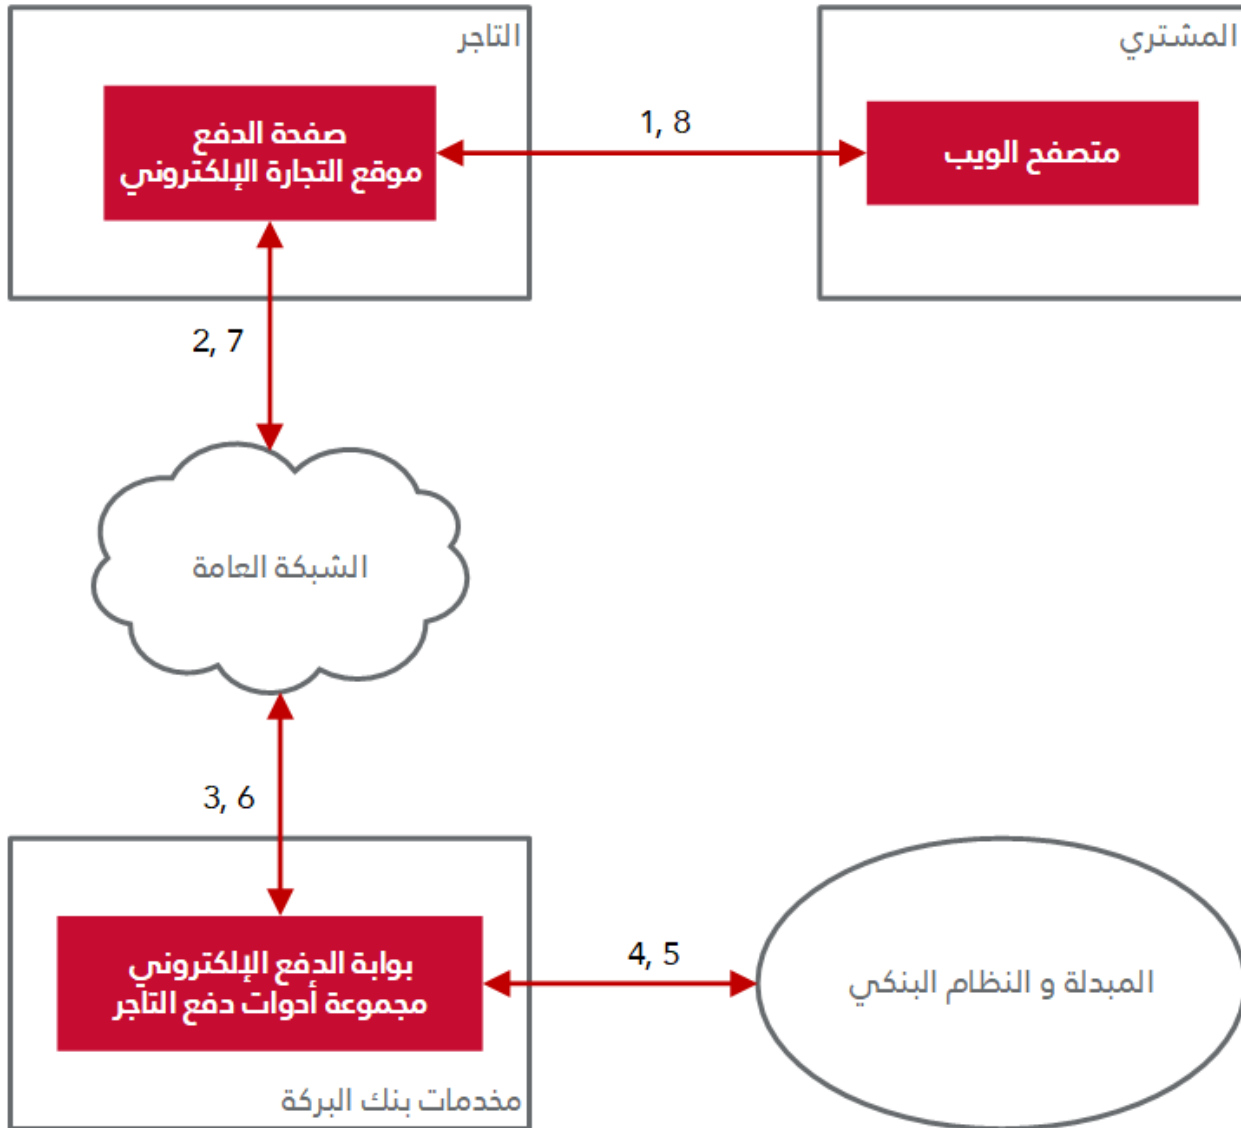 المشتري
متصفح الويب
1, 8
التاجر
صفحة الدفع
موقع التجارة الإلكتروني
2, 7
الشبكة العامة
3, 6
بوابة الدفع الإلكتروني
مجموعة أدوات دفع التاجر
مخدمات بنك البركة
4, 5
المبدلة و النظام البنكي